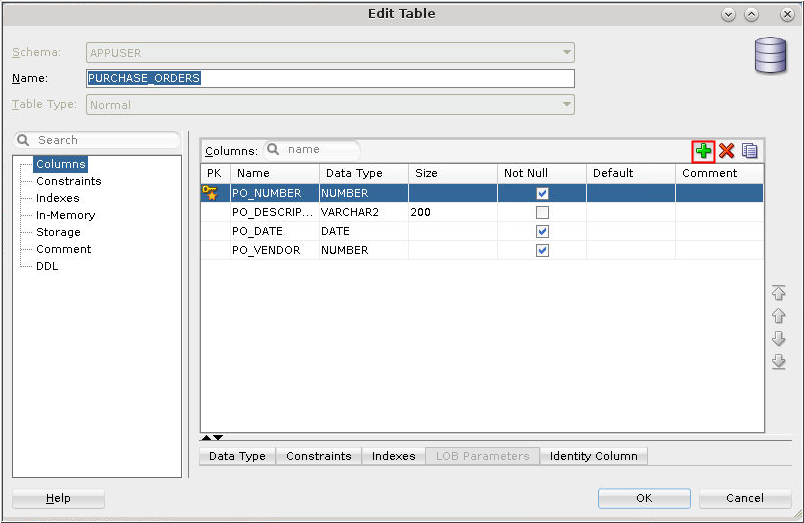 Edit Table
Schema: APPUSER
Name: PURCHASE_ORDERS
Table Type: Normal
Search
Columns
Constraints
Indexes
In-Memory
Storage
Comment
DDL
Columns: name
PK Name Data Type Size Not Null Default Comment
PO_NUMBER NUMBER
PO_DESCRIP... VARCHAR2 200
PO_DATE DATE
PO_VENDOR NUMBER
Data Type Constraints Indexes LOB Parameters Identity Column
Help OK Cancel